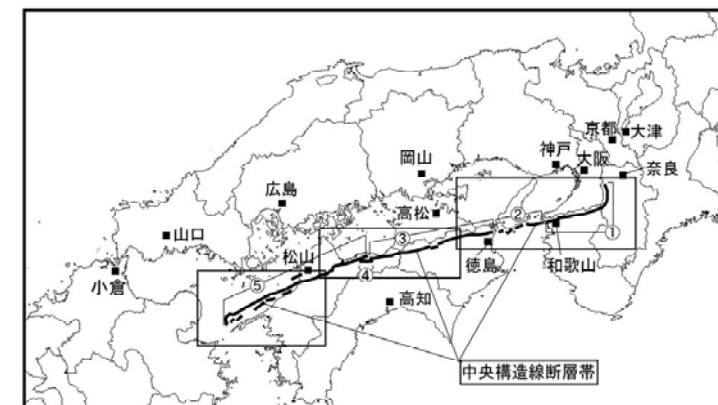 京都
大津
神戸
大阪
奈良
岡山
広島
高松
②
①
山口
③
松山
徳島
和歌山
④
⑤
小倉
高知
中央構造線断層帯